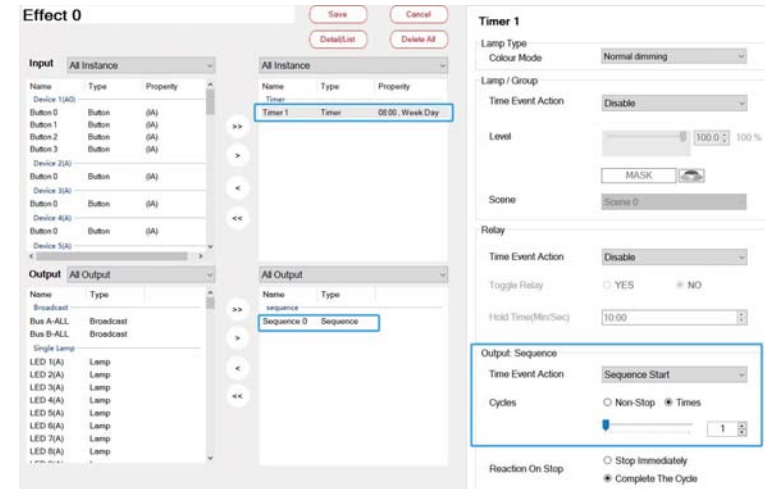 Effect 0
Save Cancel
Detail/List Delete All
Input All Instance
Name Type Properity
Device 1(A0)
Button 0 Button (IA)
Button 1 Button (IA)
Button 2 Button (IA)
Button 3 Button (IA)
Device 2(A)
Button 0 Button (IA)
Device 3(A)
Button 0 Button (IA)
Device 4(A)
Button 0 Button (IA)
Device 5(A)
>>
>
<
<<
All Instance
Name Type Properity
Timer
Timer 1 Timer 08:00 , Week Day
Output All Output
Name Type
Broadcast
Bus A-ALL Broadcast
Bus B-ALL Broadcast
Single Lamp
LED 1(A) Lamp
LED 2(A) Lamp
LED 3(A) Lamp
LED 4(A) Lamp
LED 5(A) Lamp
LED 6(A) Lamp
LED 7(A) Lamp
LED 8(A) Lamp
>>
>
<
<<
All Output
Name Type
Sequence
Sequence 0 Sequence
Timer 1
Lamp Type
Colour Mode Normal dimming
Lamp / Group
Time Event Action Disable
Level 100.0 100 %
MASK
Scene Scene 0
Relay
Time Event Action Disable
Toggle Relay YES NO
Hold Time(Min/Sec) 10:00
Output: Sequence
Time Event Action Sequence Start
Cycles Non-Stop Times
1
Reaction On Stop Stop Immediately
Complete The Cycle